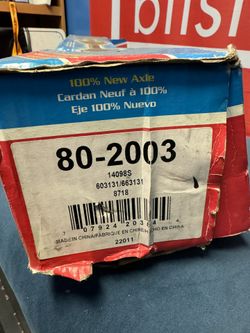 100% New Axle
Cardan Neuf à 100%
Eje 100% Nuevo
80-2003
14098S
603131/663131
8718
MADE IN CHINA/FABRIQUÉ EN CHINE/HECHO EN CHINA
22011